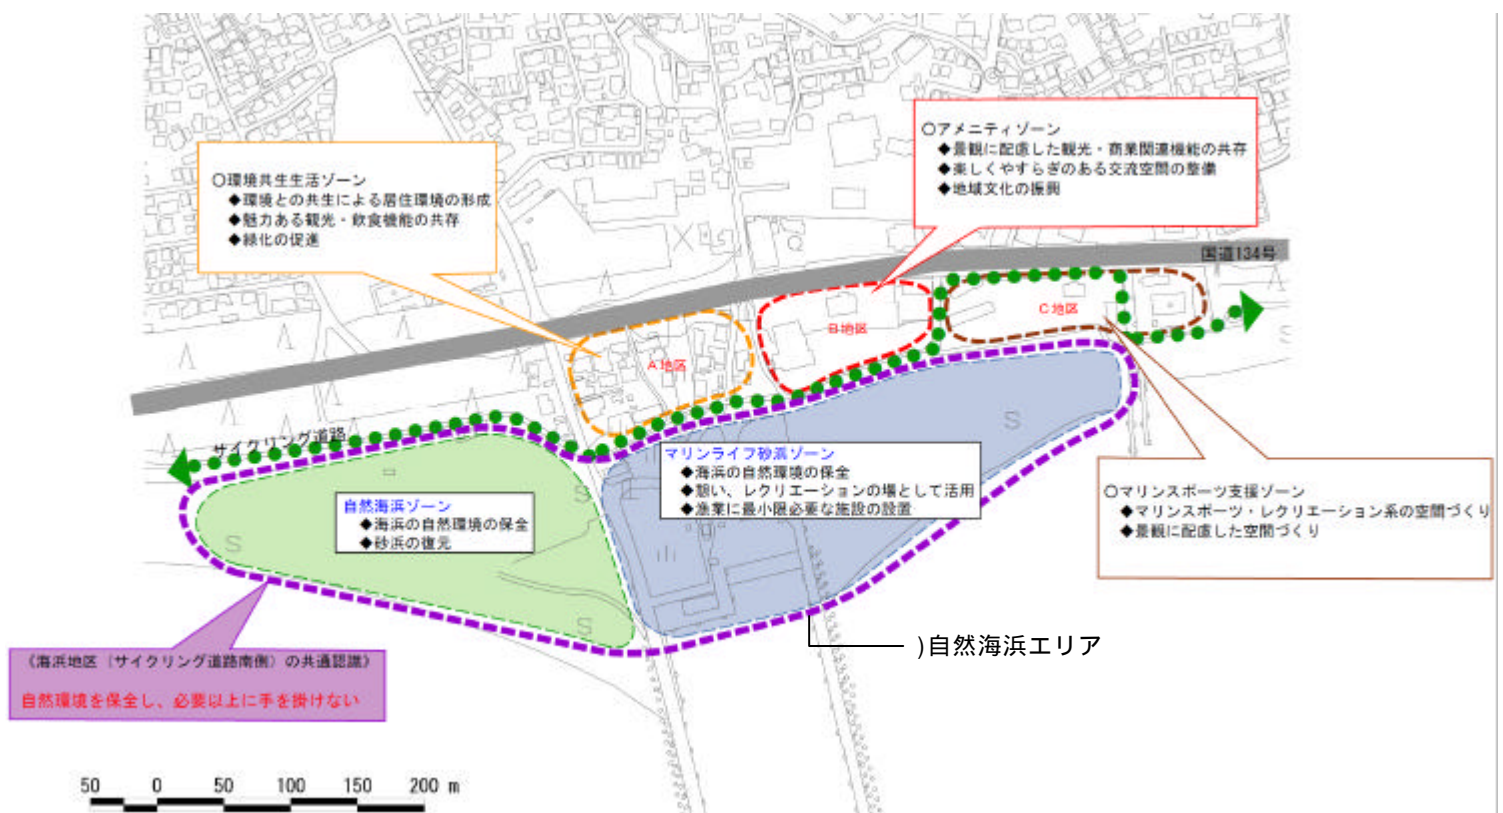 ○アメニティゾーン
◆景観に配慮した観光・商業関連機能の共存
◆楽しくやすらぎのある交流空間の整備
◆地域文化の振興
○環境共生生活ゾーン
◆環境との共生による居住環境の形成
◆魅力ある観光・飲食機能の共存
◆緑化の促進
国道134号
C地区
B地区
A地区
サイクリング道路
マリンライフ砂浜ゾーン
◆海浜の自然環境の保全
◆憩い、レクリエーションの場として活用
◆漁業に最小限必要な施設の設置
自然海浜ゾーン
◆海浜の自然環境の保全
◆砂浜の復元
○マリンスポーツ支援ゾーン
◆マリンスポーツ・レクリエーション系の空間づくり
◆景観に配慮した空間づくり
)自然海浜エリア
《海浜地区（サイクリング道路南側）の共通認識》
自然環境を保全し、必要以上に手を掛けない
50 0 50 100 150 200 m